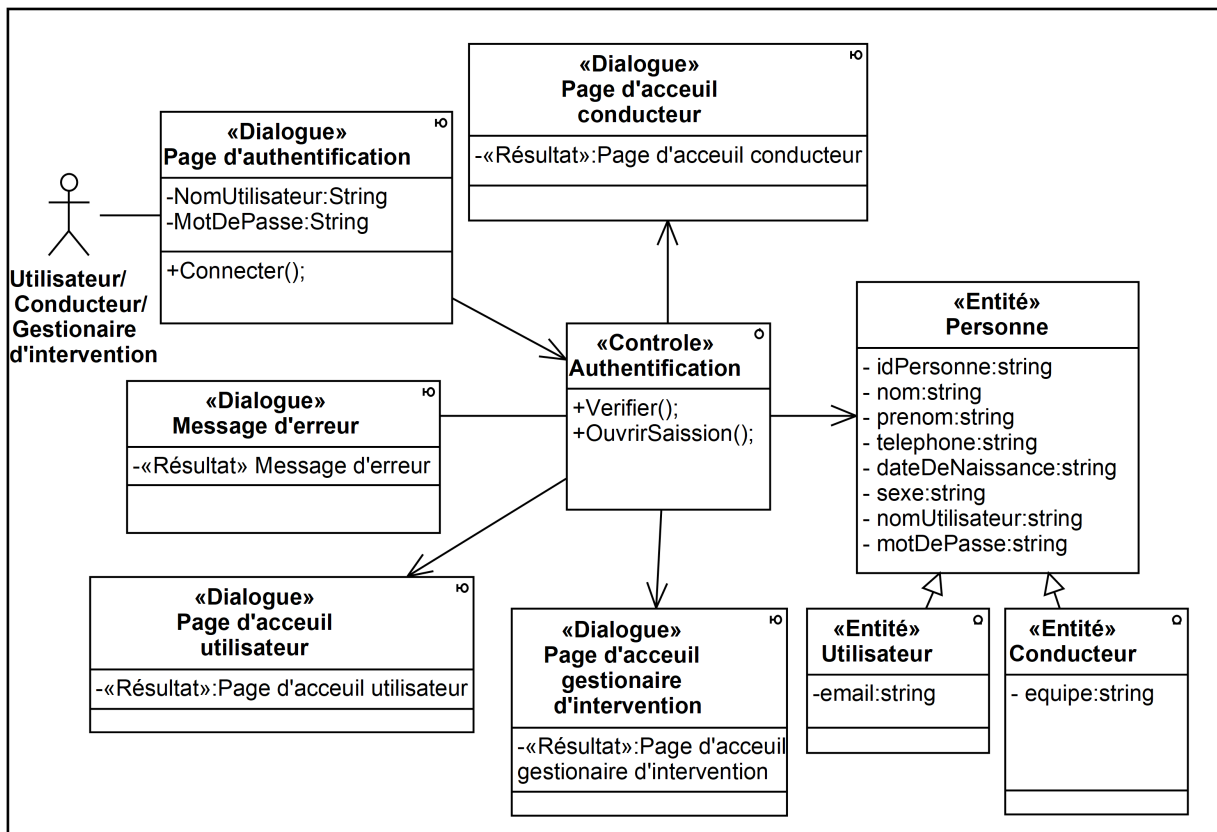 «Dialogue»
Page d'acceuil
conducteur
-«Résultat»:Page d'acceuil conducteur
«Dialogue»
Page d'authentification
-NomUtilisateur:String
-MotDePasse:String
+Connecter();
Utilisateur/
Conducteur/
Gestionaire
d'intervention
«Controle»
Authentification
+Verifier();
+OuvrirSaission();
«Entité»
Personne
- idPersonne:string
- nom:string
- prenom:string
- telephone:string
- dateDeNaissance:string
- sexe:string
- nomUtilisateur:string
- motDePasse:string
«Dialogue»
Message d'erreur
-«Résultat» Message d'erreur
«Dialogue»
Page d'acceuil
utilisateur
-«Résultat»:Page d'acceuil utilisateur
«Dialogue»
Page d'acceuil
gestionaire
d'intervention
-«Résultat»:Page d'acceuil
gestionaire d'intervention
«Entité»
Utilisateur
-email:string
«Entité»
Conducteur
- equipe:string